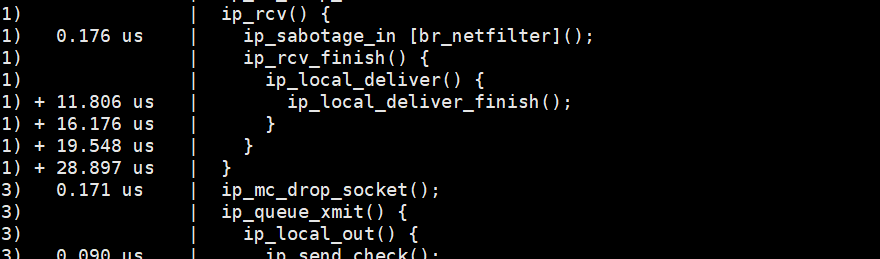 1)               |  ip_rcv() {
1)   0.176 us    |    ip_sabotage_in [br_netfilter]();
1)               |    ip_rcv_finish() {
1)               |      ip_local_deliver() {
1) + 11.806 us   |        ip_local_deliver_finish();
1) + 16.176 us   |      }
1) + 19.548 us   |    }
1) + 28.897 us   |  }
3)   0.171 us    |  ip_mc_drop_socket();
3)               |  ip_queue_xmit() {
3)               |    ip_local_out() {
3)   0.090 us    |      ip_send_check();